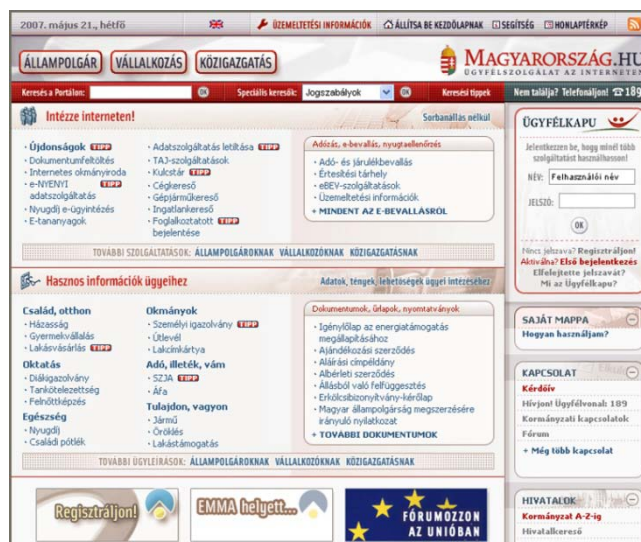 2007. május 21., hétfő
ÜZEMELTETÉSI INFORMÁCIÓK
ÁLLÍTSA BE KEZDŐLAPNAK
SEGÍTSÉG
HONLAPTÉRKÉP
ÁLLAMPOLGÁR
VÁLLALKOZÁS
KÖZIGAZGATÁS
MAGYARORSZÁG.HU
ÜGYFÉLSZOLGÁLAT AZ INTERNETEN
Keresés a Portálon:
OK
Speciális keresők:
Jogszabályok
OK
Keresési tippek
Nem találja? Telefonáljon! ☎189
Intézze interneten!
Sorbanállás nélkül
· Újdonságok TIPP
· Dokumentumfeltöltés
· Internetes okmányiroda
· e-NYENYI TIPP
adatszolgáltatás
· Nyugdíj e-ügyintézés
· E-tananyagok
· Adatszolgáltatás letiltása TIPP
· TAJ-szolgáltatások
· Kulcstár TIPP
· Cégkereső
· Gépjárműkereső
· Ingatlankereső
· Foglalkoztatott TIPP
bejelentése
Adózás, e-bevallás, nyugtaellenőrzés
· Adó- és járulékbevallás
· Értesítési tárhely
· eBEV-szolgáltatások
· Üzemeltetési információk
+ MINDENT AZ E-BEVALLÁSRÓL
TOVÁBBI SZOLGÁLTATÁSOK: ÁLLAMPOLGÁROKNAK VÁLLALKOZÓKNAK KÖZIGAZGATÁSNAK
Hasznos információk ügyeihez
Adatok, tények, lehetőségek ügyei intézéséhez
Család, otthon
· Házasság
· Gyermekvállalás
· Lakásvásárlás TIPP
Oktatás
· Diákigazolvány
· Tankötelezettség
· Felnőttképzés
Egészség
· Nyugdíj
· Családi pótlék
Okmányok
· Személyi igazolvány TIPP
· Útlevél
· Lakcímkártya
Adó, illeték, vám
· SZJA TIPP
· Áfa
Tulajdon, vagyon
· Jármű
· Öröklés
· Lakástámogatás
Dokumentumok, űrlapok, nyomtatványok
· Igénylőlap az energiatámogatás
megállapításához
· Ajándékozási szerződés
· Aláírási címpéldány
· Albérleti szerződés
· Állásból való felfüggesztés
· Erkölcsibizonyítvány-kérőlap
· Magyar állampolgárság megszerzésére
irányuló nyilatkozat
+ TOVÁBBI DOKUMENTUMOK
TOVÁBBI ÜGYLEÍRÁSOK: ÁLLAMPOLGÁROKNAK VÁLLALKOZÓKNAK KÖZIGAZGATÁSNAK
Regisztráljon!
EMMA helyett...
FÓRUMOZZON
AZ UNIÓBAN
ÜGYFÉLKAPU
Jelentkezzen be, hogy minél több
szolgáltatást használhasson!
NÉV: Felhasználói név
JELSZÓ:
OK
Nincs jelszava? Regisztráljon!
Aktiválna? Első bejelentkezés
Elfelejtette jelszavát?
Mi az Ügyfélkapu?
SAJÁT MAPPA
Hogyan használjam?
KAPCSOLAT
Kérdőív
Hívjon! Ügyfélvonal: 189
Kormányzati kapcsolatok
Fórum
+ Még több kapcsolat
HIVATALOK
Kormányzat A-Z-ig
Hivatalkereső